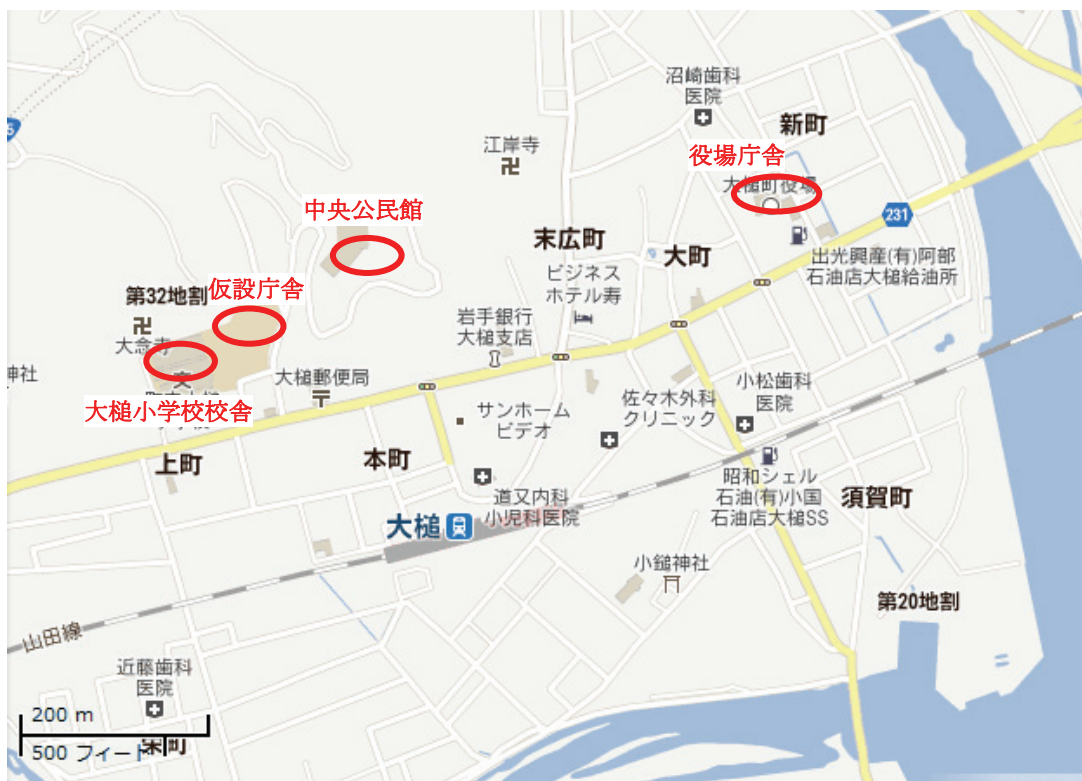 沼崎歯科
医院
新町
役場庁舎
大槌町役場
江岸寺
中央公民館
231
末広町
大町
出光興産(有)阿部
石油店大槌給油所
ビジネス
ホテル寿
仮設庁舎
第32地割
岩手銀行
大槌支店
大念寺
神社
大槌郵便局
佐々木外科
クリニック
小松歯科
医院
大槌小学校校舎
サンホーム
ビデオ
上町
本町
道又内科
小児科医院
昭和シェル
石油(有)小国
石油店大槌SS
須賀町
大槌
小鎚神社
第20地割
山田線
近藤歯科
医院
200 m
500 フィート
栄町